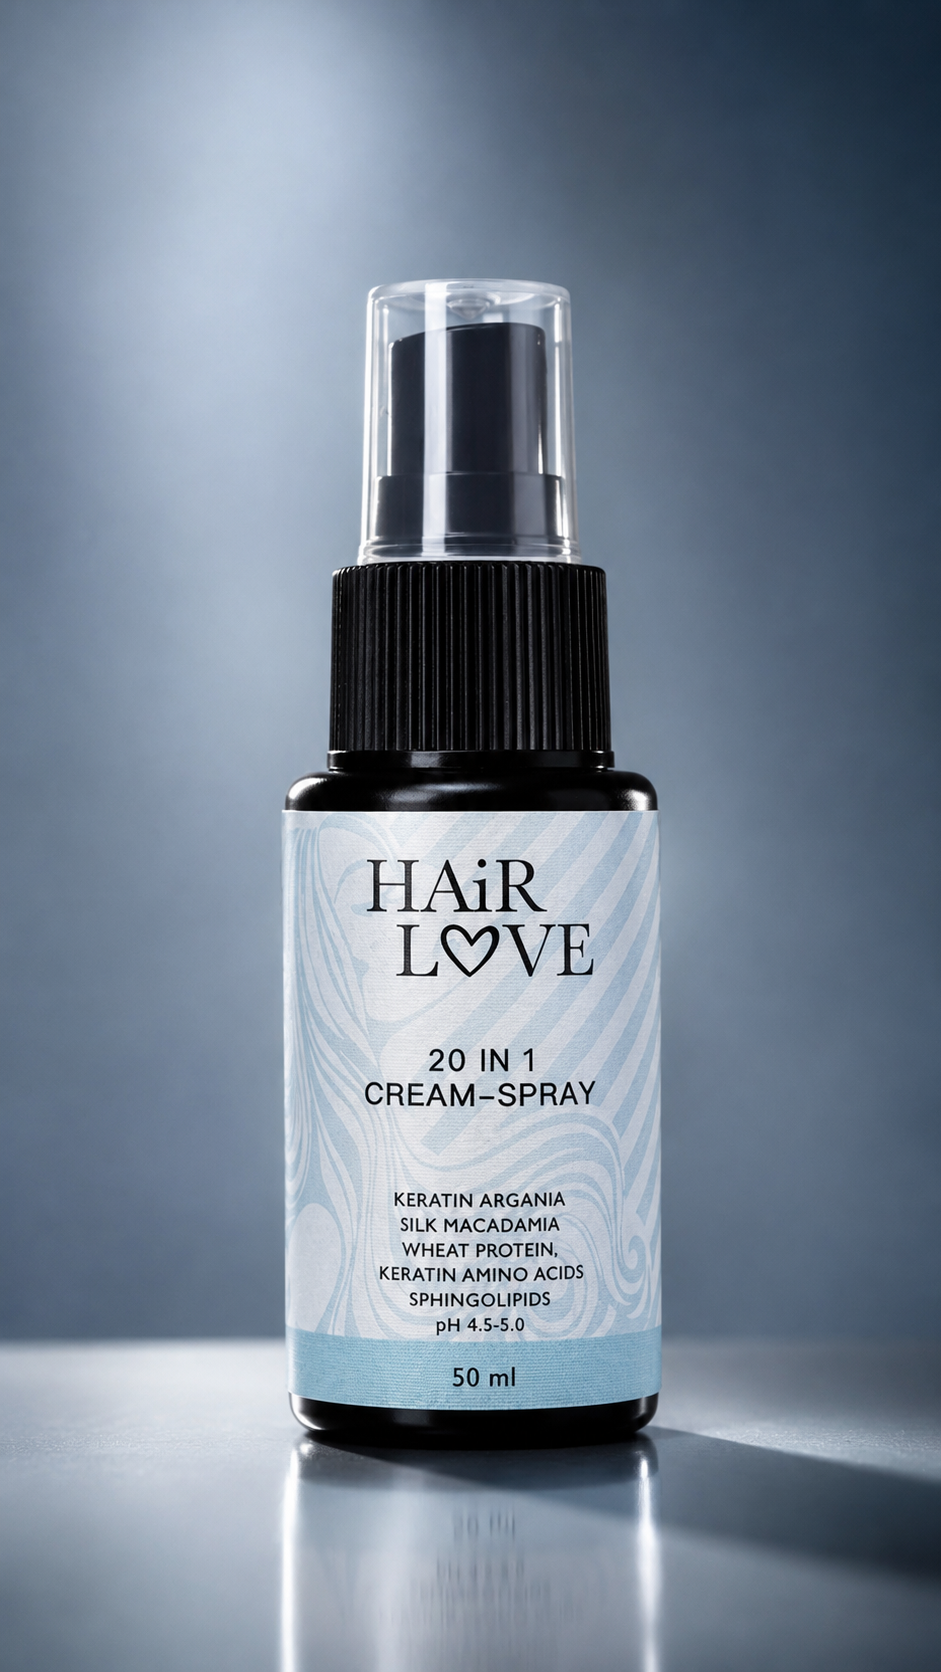 HAiR
L♡VE
20 IN 1
CREAM-SPRAY
KERATIN ARGANIA
SILK MACADAMIA
WHEAT PROTEIN,
KERATIN AMINO ACIDS
SPHINGOLIPIDS
pH 4.5-5.0
50 ml